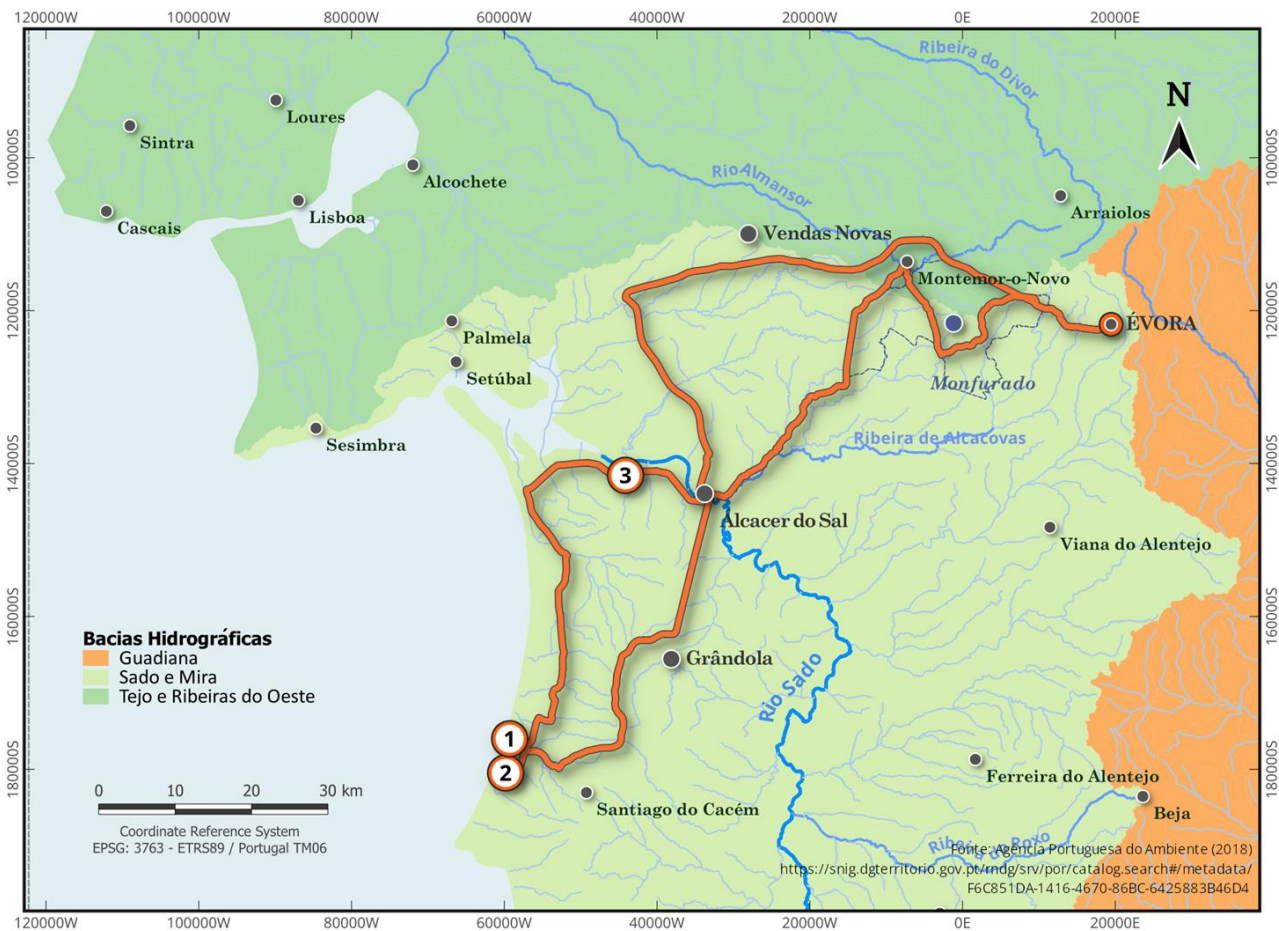 120000W 100000W 80000W 60000W 40000W 20000W 0E 20000E
Ribeira do Divor
N
Loures
Sintra
100000S
100000S
Alcochete
Rio Almansor
Arraiolos
Lisboa
Cascais
Vendas Novas
Montemor-o-Novo
120000S
120000S
ÉVORA
Palmela
Setúbal
Monfurado
Sesimbra
Ribeira de Alcacovas
140000S
140000S
3
Alcacer do Sal
Viana do Alentejo
160000S
160000S
Bacias Hidrográficas
Guadiana
Sado e Mira
Tejo e Ribeiras do Oeste
Grândola
Rio Sado
1
2
180000S
180000S
Ferreira do Alentejo
Beja
Santiago do Cacém
0 10 20 30 km
Coordinate Reference System
EPSG: 3763 - ETRS89 / Portugal TM06
Ribeira do Roxo
Fonte: Agência Portuguesa do Ambiente (2018)
https://snig.dgterritorio.gov.pt/rndg/srv/por/catalog.search#/metadata/
F6C851DA-1416-4670-86BC-6425883B46D4
120000W 100000W 80000W 60000W 40000W 20000W 0E 20000E